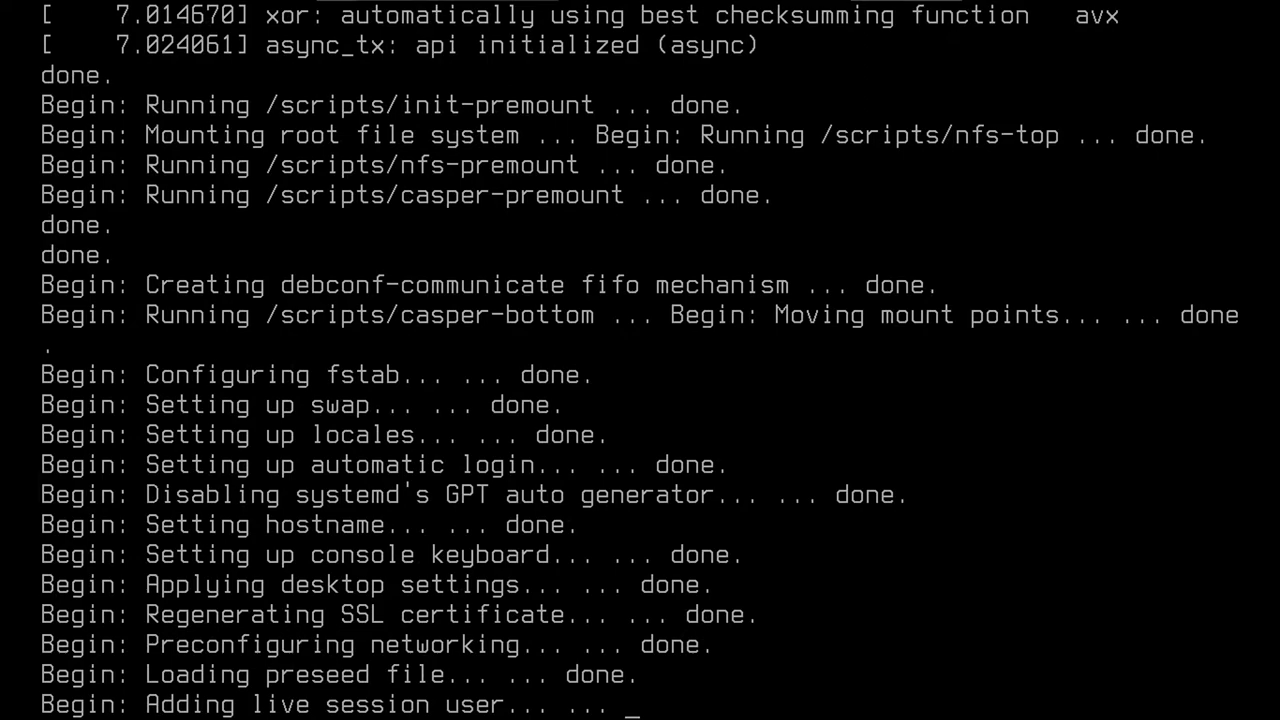 [    7.014670] xor: automatically using best checksumming function   avx
[    7.024061] async_tx: api initialized (async)
done.
Begin: Running /scripts/init-premount ... done.
Begin: Mounting root file system ... Begin: Running /scripts/nfs-top ... done.
Begin: Running /scripts/nfs-premount ... done.
Begin: Running /scripts/casper-premount ... done.
done.
done.
Begin: Creating debconf-communicate fifo mechanism ... done.
Begin: Running /scripts/casper-bottom ... Begin: Moving mount points... ... done
.
Begin: Configuring fstab... ... done.
Begin: Setting up swap... ... done.
Begin: Setting up locales... ... done.
Begin: Setting up automatic login... ... done.
Begin: Disabling systemd's GPT auto generator... ... done.
Begin: Setting hostname... ... done.
Begin: Setting up console keyboard... ... done.
Begin: Applying desktop settings... ... done.
Begin: Regenerating SSL certificate... ... done.
Begin: Preconfiguring networking... ... done.
Begin: Loading preseed file... ... done.
Begin: Adding live session user... ... _